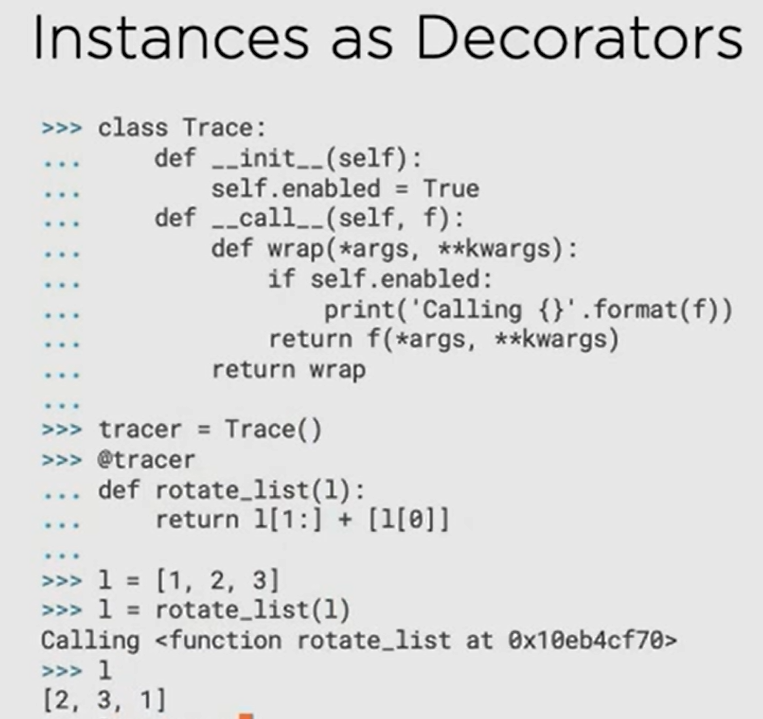 Instances as Decorators
>>> class Trace:
...     def __init__(self):
...         self.enabled = True
...     def __call__(self, f):
...         def wrap(*args, **kwargs):
...             if self.enabled:
...                 print('Calling {}'.format(f))
...             return f(*args, **kwargs)
...         return wrap
...
>>> tracer = Trace()
>>> @tracer
... def rotate_list(l):
...     return l[1:] + [l[0]]
...
>>> l = [1, 2, 3]
>>> l = rotate_list(l)
Calling <function rotate_list at 0x10eb4cf70>
>>> l
[2, 3, 1]